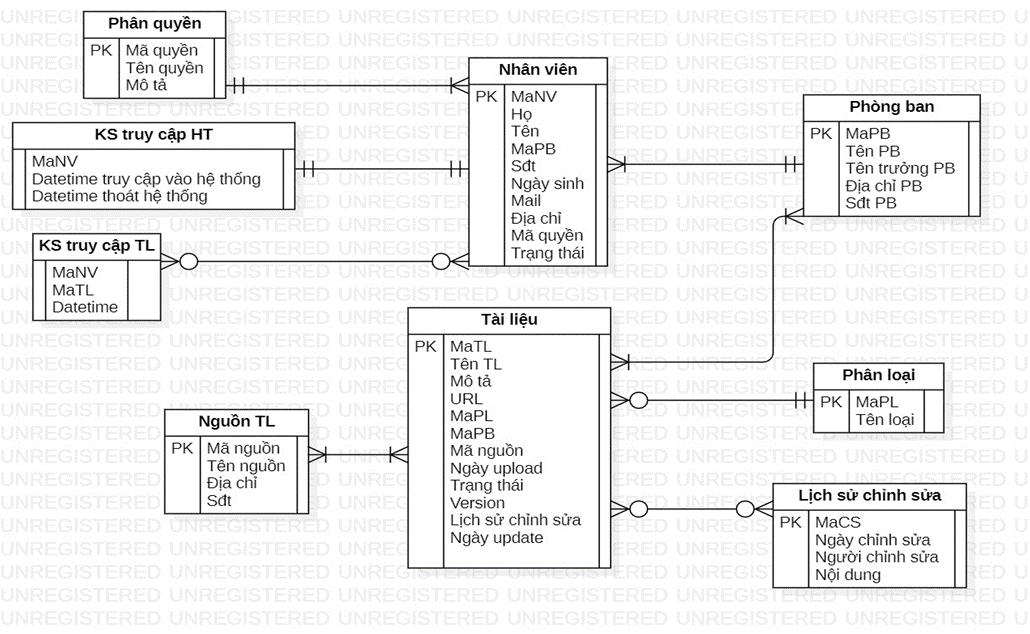 Phân quyền
PK
Mã quyền
Tên quyền
Mô tả
KS truy cập HT
MaNV
Datetime truy cập vào hệ thống
Datetime thoát hệ thống
KS truy cập TL
MaNV
MaTL
Datetime
Nhân viên
PK
MaNV
Họ
Tên
MaPB
Sđt
Ngày sinh
Mail
Địa chỉ
Mã quyền
Trạng thái
Phòng ban
PK
MaPB
Tên PB
Tên trưởng PB
Địa chỉ PB
Sđt PB
Tài liệu
PK
MaTL
Tên TL
Mô tả
URL
MaPL
MaPB
Mã nguồn
Ngày upload
Trạng thái
Version
Lịch sử chỉnh sửa
Ngày update
Nguồn TL
PK
Mã nguồn
Tên nguồn
Địa chỉ
Sđt
Phân loại
PK
MaPL
Tên loại
Lịch sử chỉnh sửa
PK
MaCS
Ngày chỉnh sửa
Người chỉnh sửa
Nội dung
UNREGISTERED